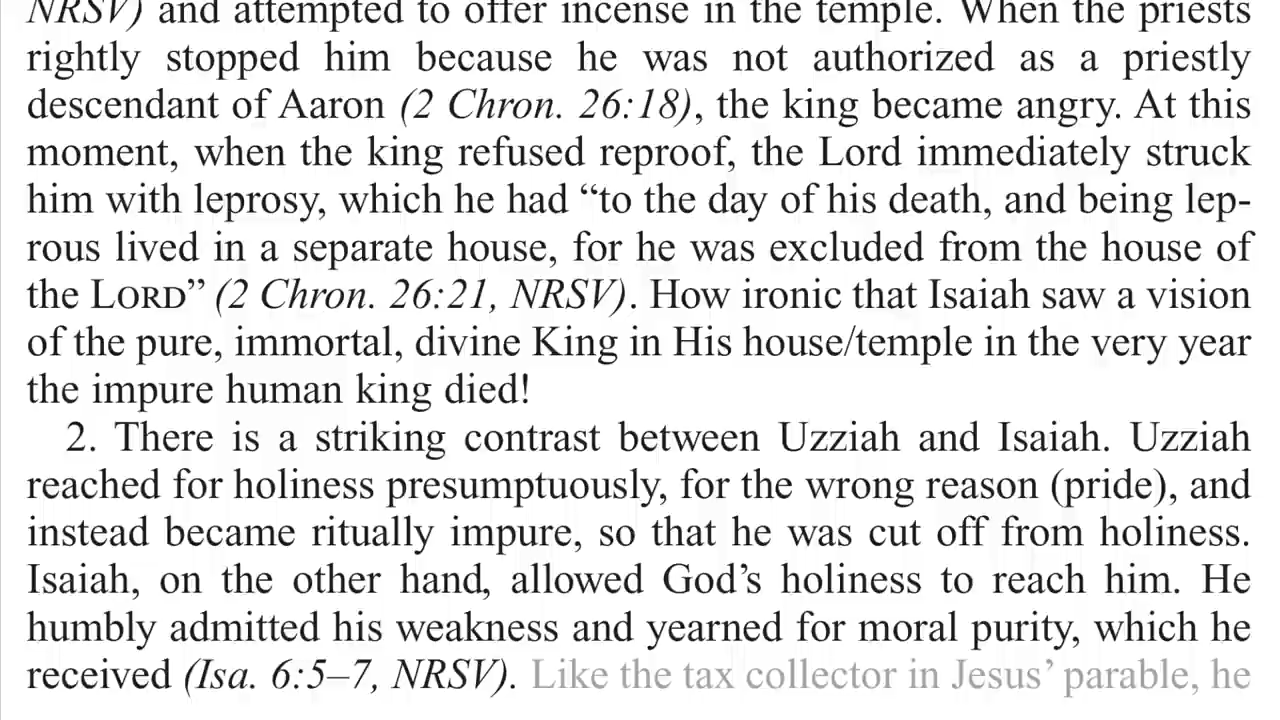 NRSV) and attempted to offer incense in the temple. When the priests
rightly stopped him because he was not authorized as a priestly
descendant of Aaron (2 Chron. 26:18), the king became angry. At this
moment, when the king refused reproof, the Lord immediately struck
him with leprosy, which he had “to the day of his death, and being lep-
rous lived in a separate house, for he was excluded from the house of
the LORD” (2 Chron. 26:21, NRSV). How ironic that Isaiah saw a vision
of the pure, immortal, divine King in His house/temple in the very year
the impure human king died!
2. There is a striking contrast between Uzziah and Isaiah. Uzziah
reached for holiness presumptuously, for the wrong reason (pride), and
instead became ritually impure, so that he was cut off from holiness.
Isaiah, on the other hand, allowed God’s holiness to reach him. He
humbly admitted his weakness and yearned for moral purity, which he
received (Isa. 6:5–7, NRSV). Like the tax collector in Jesus’ parable, he